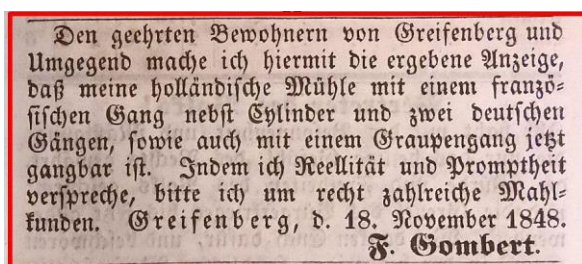 Den geehrten Bewohnern von Greifenberg und
Umgegend mache ich hiermit die ergebene Anzeige,
daß meine holländische Mühle mit einem franzö-
sischen Gang nebst Cylinder und zwei deutschen
Gängen, sowie auch mit einem Graupengang jetzt
gangbar ist. Indem ich Reellität und Promptheit
verspreche, bitte ich um recht zahlreiche Mahl-
kunden. Greifenberg, d. 18. November 1848.
F. Gombert.